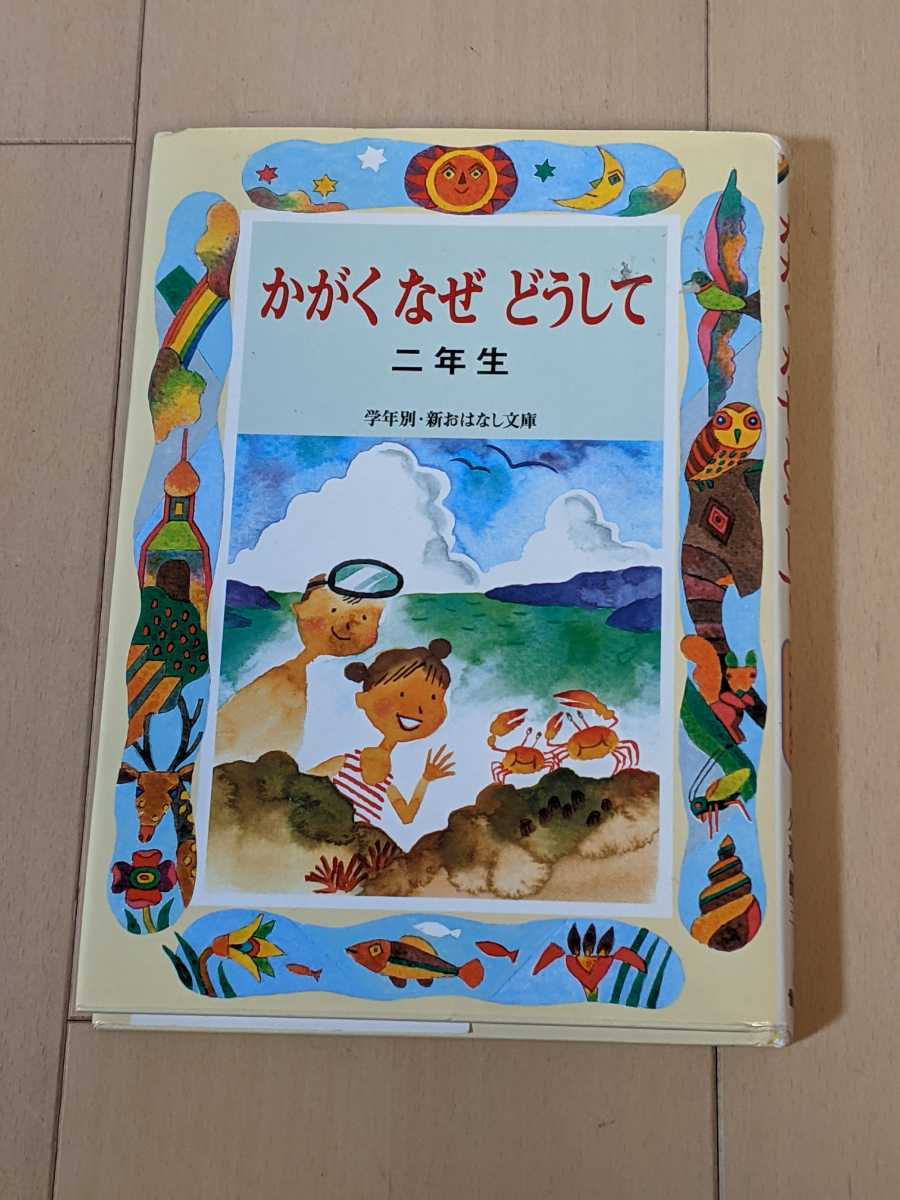 かがく なぜ どうして
二年生
学年別・新おはなし文庫